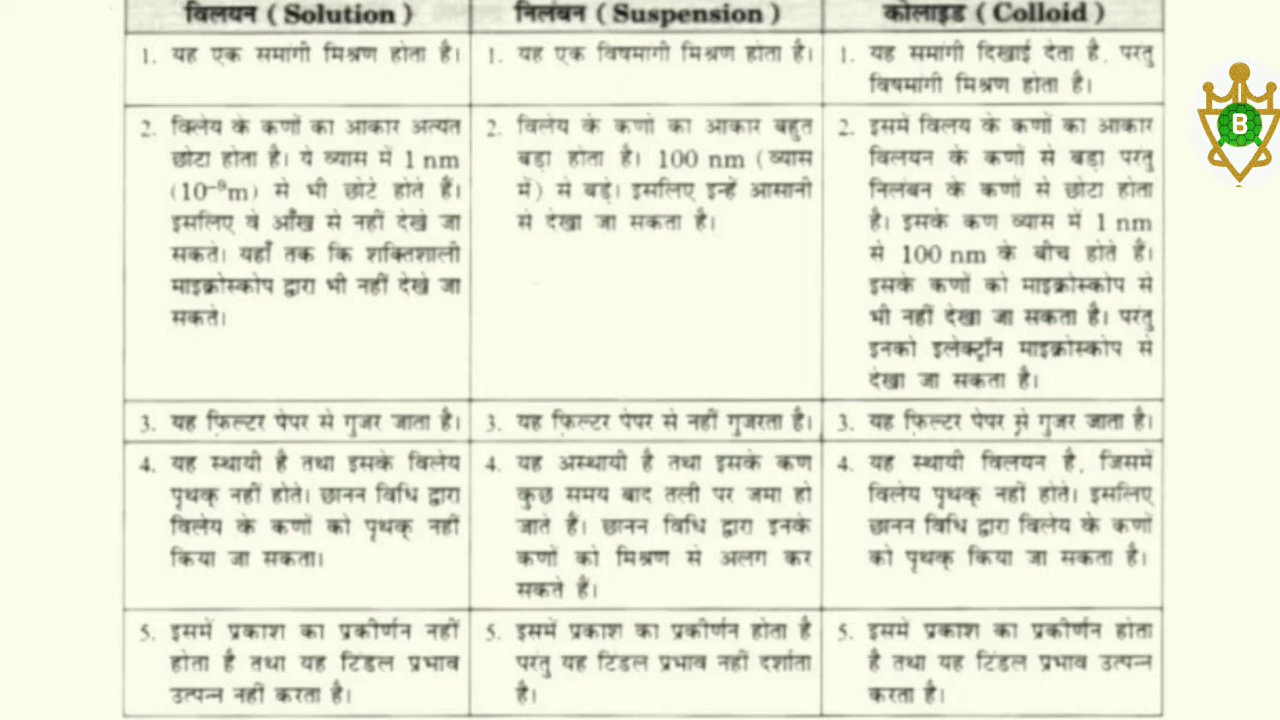 विलयन ( Solution )
निलंबन ( Suspension )
कोलाइड ( Colloid )
1. यह एक समांगी मिश्रण होता है।
1. यह एक विषमांगी मिश्रण होता है।
1. यह समांगी दिखाई देता है, परंतु
विषमांगी मिश्रण होता है।
2. विलेय के कणों का आकार अत्यंत
छोटा होता है। ये व्यास में 1 nm
(10⁻⁹m) से भी छोटे होते हैं।
इसलिए वे आँख से नहीं देखे जा
सकते। यहाँ तक कि शक्तिशाली
माइक्रोस्कोप द्वारा भी नहीं देखे जा
सकते।
2. विलेय के कणों का आकार बहुत
बड़ा होता है। 100 nm (व्यास
में) से बड़े। इसलिए इन्हें आसानी
से देखा जा सकता है।
2. इसमें विलय के कणों का आकार
विलयन के कणों से बड़ा परंतु
निलंबन के कणों से छोटा होता
है। इसके कण व्यास में 1 nm
से 100 nm के बीच होते हैं।
इसके कणों को माइक्रोस्कोप से
भी नहीं देखा जा सकता है। परंतु
इनको इलेक्ट्रॉन माइक्रोस्कोप से
देखा जा सकता है।
3. यह फिल्टर पेपर से गुजर जाता है।
3. यह फिल्टर पेपर से नहीं गुजरता है।
3. यह फिल्टर पेपर से गुजर जाता है।
4. यह स्थायी है तथा इसके विलेय
पृथक् नहीं होते। छानन विधि द्वारा
विलेय के कणों को पृथक् नहीं
किया जा सकता।
4. यह अस्थायी है तथा इसके कण
कुछ समय बाद तली पर जमा हो
जाते हैं। छानन विधि द्वारा इनके
कणों को मिश्रण से अलग कर
सकते हैं।
4. यह स्थायी विलयन है, जिसमें
विलेय पृथक् नहीं होते। इसलिए
छानन विधि द्वारा विलेय के कणों
को पृथक् किया जा सकता है।
5. इसमें प्रकाश का प्रकीर्णन नहीं
होता है तथा यह टिंडल प्रभाव
उत्पन्न नहीं करता है।
5. इसमें प्रकाश का प्रकीर्णन होता है
परंतु यह टिंडल प्रभाव नहीं दर्शाता
है।
5. इसमें प्रकाश का प्रकीर्णन होता
है तथा यह टिंडल प्रभाव उत्पन्न
करता है।
B